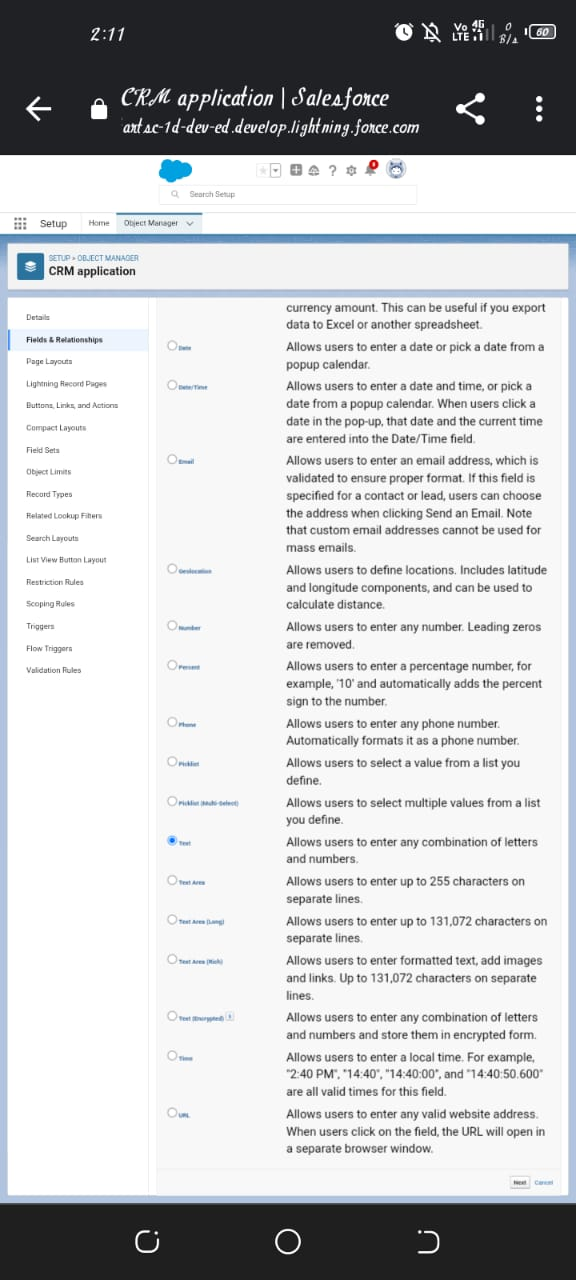 2:11
Vo 4G
LTE
0
B/s
60
CRM application | Salesforce
artsc-1d-dev-ed.develop.lightning.force.com
8
Search Setup
Setup
Home
Object Manager
SETUP > OBJECT MANAGER
CRM application
Details
Fields & Relationships
Page Layouts
Lightning Record Pages
Buttons, Links, and Actions
Compact Layouts
Field Sets
Object Limits
Record Types
Related Lookup Filters
Search Layouts
List View Button Layout
Restriction Rules
Scoping Rules
Triggers
Flow Triggers
Validation Rules
currency amount. This can be useful if you export
data to Excel or another spreadsheet.
Date
Allows users to enter a date or pick a date from a
popup calendar.
Date/Time
Allows users to enter a date and time, or pick a
date from a popup calendar. When users click a
date in the pop-up, that date and the current time
are entered into the Date/Time field.
Email
Allows users to enter an email address, which is
validated to ensure proper format. If this field is
specified for a contact or lead, users can choose
the address when clicking Send an Email. Note
that custom email addresses cannot be used for
mass emails.
Geolocation
Allows users to define locations. Includes latitude
and longitude components, and can be used to
calculate distance.
Number
Allows users to enter any number. Leading zeros
are removed.
Percent
Allows users to enter a percentage number, for
example, '10' and automatically adds the percent
sign to the number.
Phone
Allows users to enter any phone number.
Automatically formats it as a phone number.
Picklist
Allows users to select a value from a list you
define.
Picklist (Multi-Select)
Allows users to select multiple values from a list
you define.
Text
Allows users to enter any combination of letters
and numbers.
Text Area
Allows users to enter up to 255 characters on
separate lines.
Text Area (Long)
Allows users to enter up to 131,072 characters on
separate lines.
Text Area (Rich)
Allows users to enter formatted text, add images
and links. Up to 131,072 characters on separate
lines.
Text (Encrypted)
Allows users to enter any combination of letters
and numbers and store them in encrypted form.
Time
Allows users to enter a local time. For example,
"2:40 PM", "14:40", "14:40:00", and "14:40:50.600"
are all valid times for this field.
URL
Allows users to enter any valid website address.
When users click on the field, the URL will open in
a separate browser window.
Next
Cancel